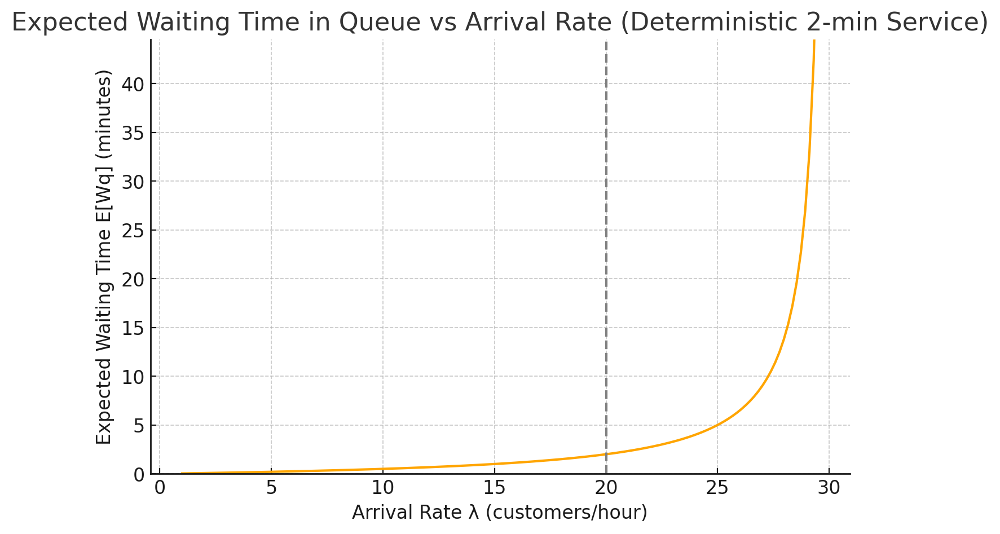 Expected Waiting Time in Queue vs Arrival Rate (Deterministic 2-min Service)
Expected Waiting Time E[Wq] (minutes)
40
35
30
25
20
15
10
5
0
0 5 10 15 20 25 30
Arrival Rate λ (customers/hour)